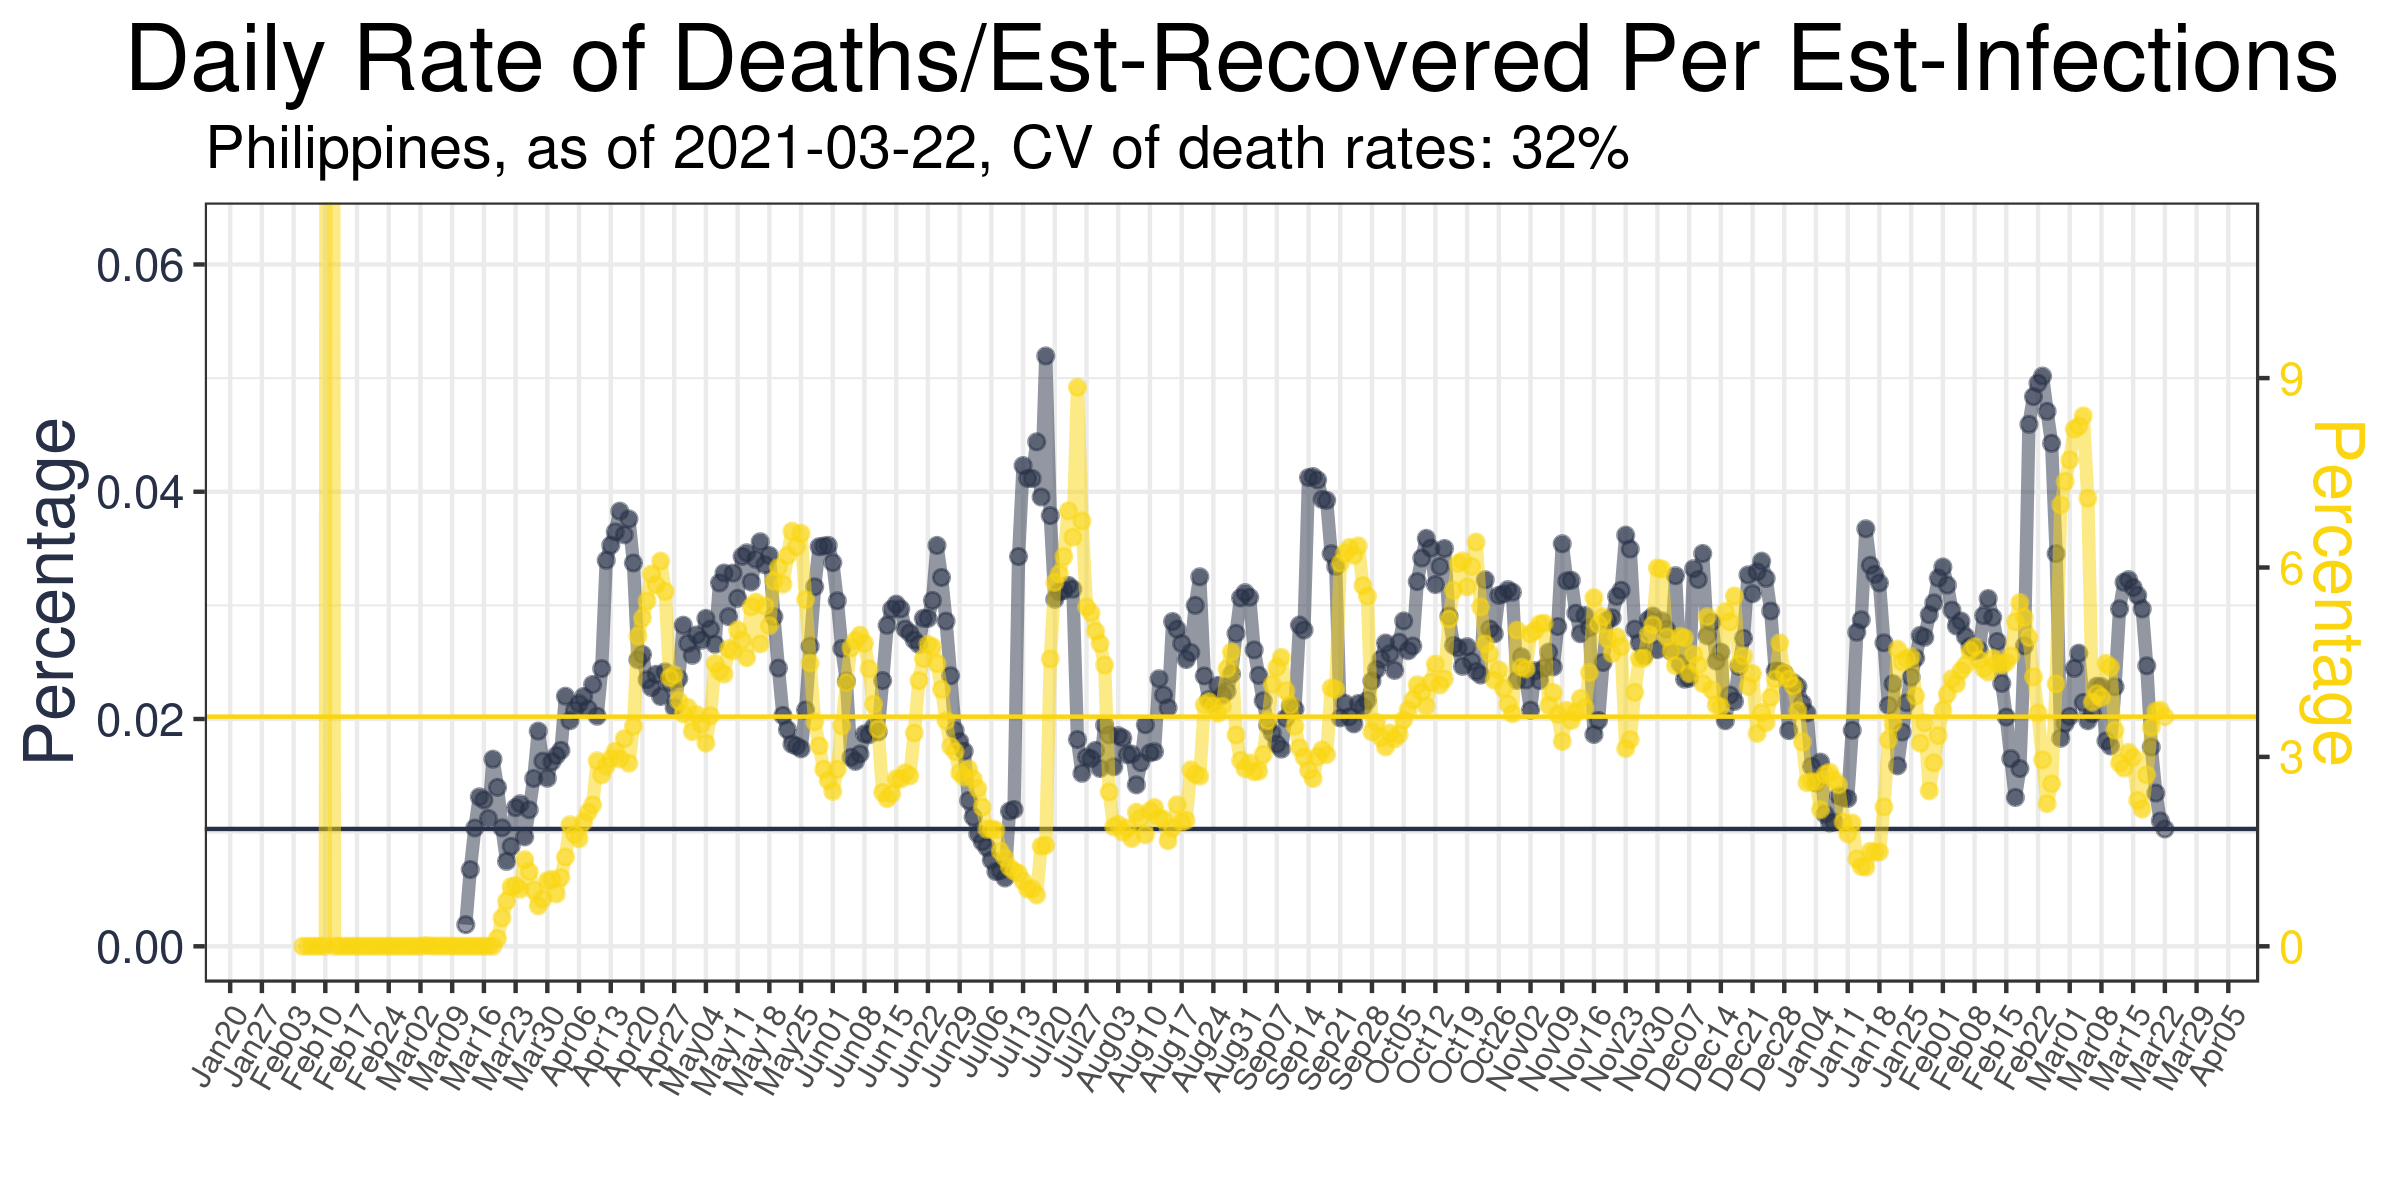 Daily Rate of Deaths/Est-Recovered Per Est-Infections
Philippines, as of 2021-03-22, CV of death rates: 32%
Percentage
0.06
0.04
0.02
0.00
9
6
3
0
Percentage
Jan20
Jan27
Feb03
Feb10
Feb17
Feb24
Mar02
Mar09
Mar16
Mar23
Mar30
Apr06
Apr13
Apr20
Apr27
May04
May11
May18
May25
Jun01
Jun08
Jun15
Jun22
Jun29
Jul06
Jul13
Jul20
Jul27
Aug03
Aug10
Aug17
Aug24
Aug31
Sep07
Sep14
Sep21
Sep28
Oct05
Oct12
Oct19
Oct26
Nov02
Nov09
Nov16
Nov23
Nov30
Dec07
Dec14
Dec21
Dec28
Jan04
Jan11
Jan18
Jan25
Feb01
Feb08
Feb15
Feb22
Mar01
Mar08
Mar15
Mar22
Mar29
Apr05